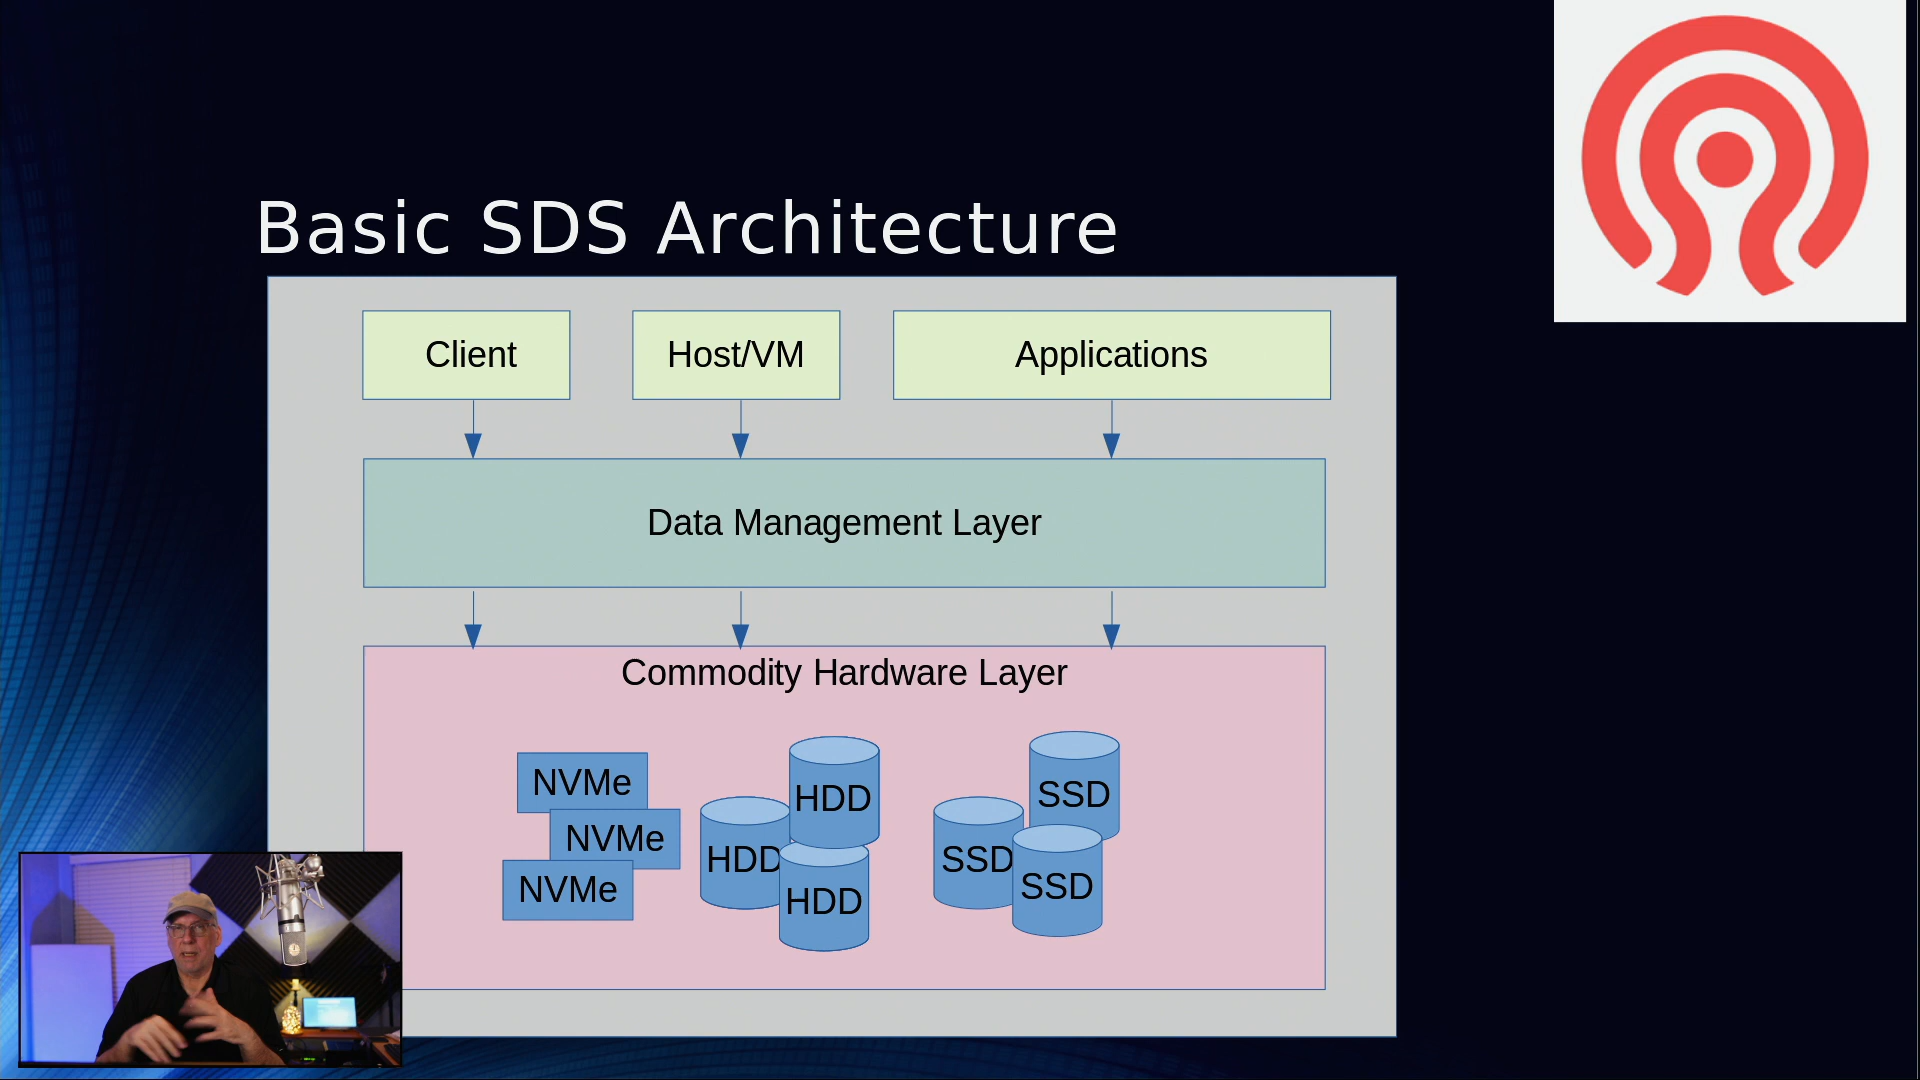 Basic SDS Architecture
Client
Host/VM
Applications
Data Management Layer
Commodity Hardware Layer
NVMe
NVMe
NVMe
HDD
HDD
HDD
SSD
SSD
SSD